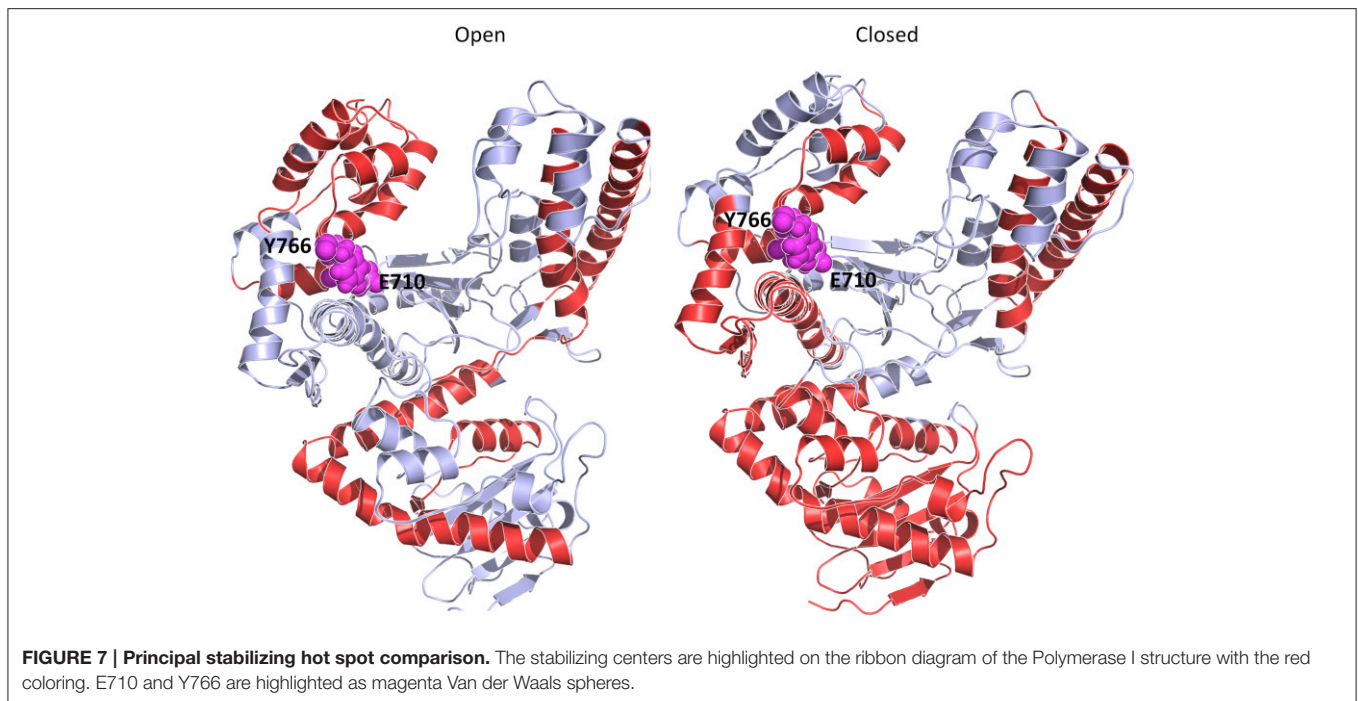 Open
Closed
Y766
E710
Y766
E710
FIGURE 7 | Principal stabilizing hot spot comparison. The stabilizing centers are highlighted on the ribbon diagram of the Polymerase I structure with the red
coloring. E710 and Y766 are highlighted as magenta Van der Waals spheres.